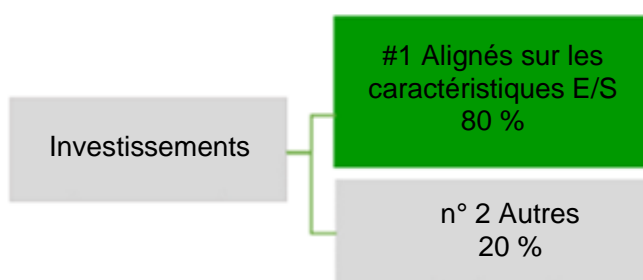 #1 Alignés sur les
caractéristiques E/S
80 %
Investissements
n° 2 Autres
20 %